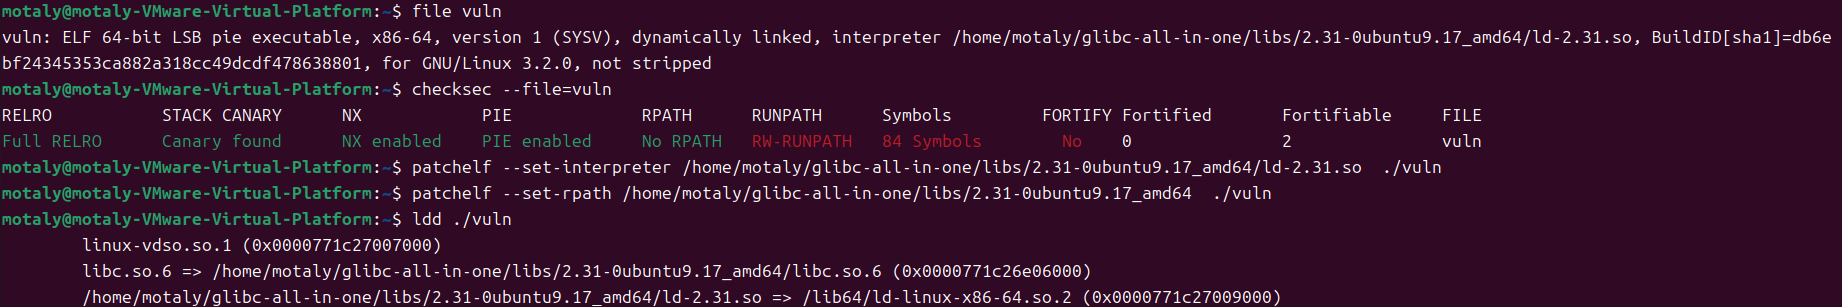 motaly@motaly-VMware-Virtual-Platform:~$ file vuln
vuln: ELF 64-bit LSB pie executable, x86-64, version 1 (SYSV), dynamically linked, interpreter /home/motaly/glibc-all-in-one/libs/2.31-0ubuntu9.17_amd64/ld-2.31.so, BuildID[sha1]=db6e
bf24345353ca882a318cc49dcdf478638801, for GNU/Linux 3.2.0, not stripped
motaly@motaly-VMware-Virtual-Platform:~$ checksec --file=vuln
RELRO STACK CANARY NX PIE RPATH RUNPATH Symbols FORTIFY Fortified Fortifiable FILE
Full RELRO Canary found NX enabled PIE enabled No RPATH RW-RUNPATH 84 Symbols No 0 2 vuln
motaly@motaly-VMware-Virtual-Platform:~$ patchelf --set-interpreter /home/motaly/glibc-all-in-one/libs/2.31-0ubuntu9.17_amd64/ld-2.31.so ./vuln
motaly@motaly-VMware-Virtual-Platform:~$ patchelf --set-rpath /home/motaly/glibc-all-in-one/libs/2.31-0ubuntu9.17_amd64 ./vuln
motaly@motaly-VMware-Virtual-Platform:~$ ldd ./vuln
linux-vdso.so.1 (0x0000771c27007000)
libc.so.6 => /home/motaly/glibc-all-in-one/libs/2.31-0ubuntu9.17_amd64/libc.so.6 (0x0000771c26e06000)
/home/motaly/glibc-all-in-one/libs/2.31-0ubuntu9.17_amd64/ld-2.31.so => /lib64/ld-linux-x86-64.so.2 (0x0000771c27009000)